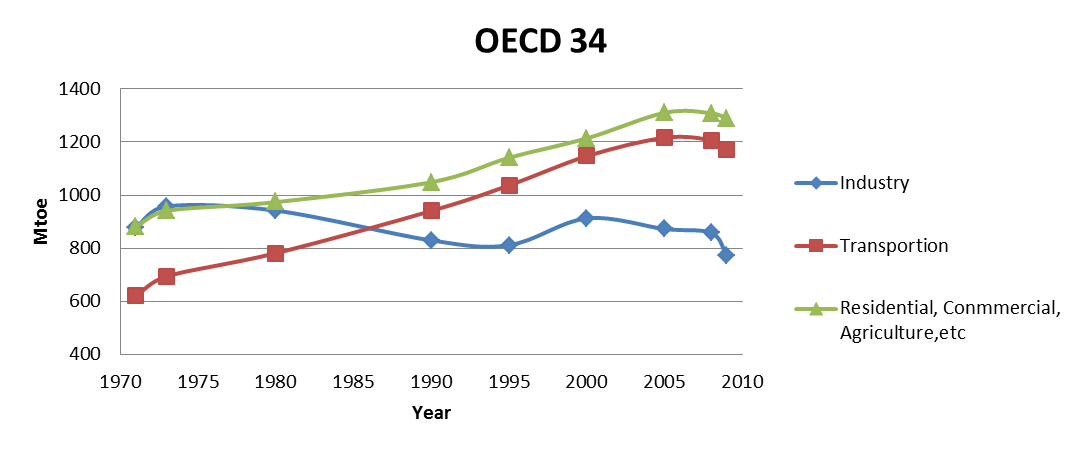 OECD 34
1400
1200
1000
800
600
400
Mtoe
1970 1975 1980 1985 1990 1995 2000 2005 2010
Year
Industry
Transportion
Residential, Conmmercial,
Agriculture,etc